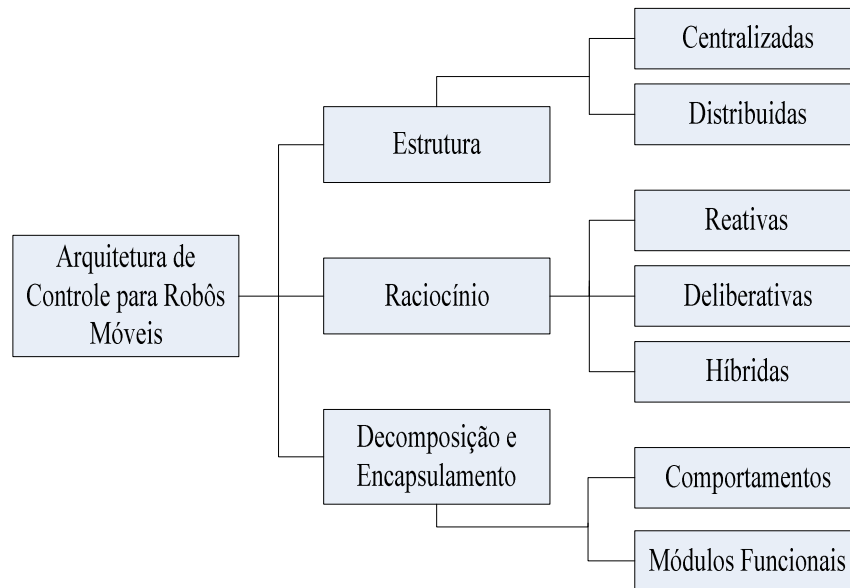 Arquitetura de
Controle para Robôs
Móveis
Estrutura
Centralizadas
Distribuidas
Raciocínio
Reativas
Deliberativas
Híbridas
Decomposição e
Encapsulamento
Comportamentos
Módulos Funcionais